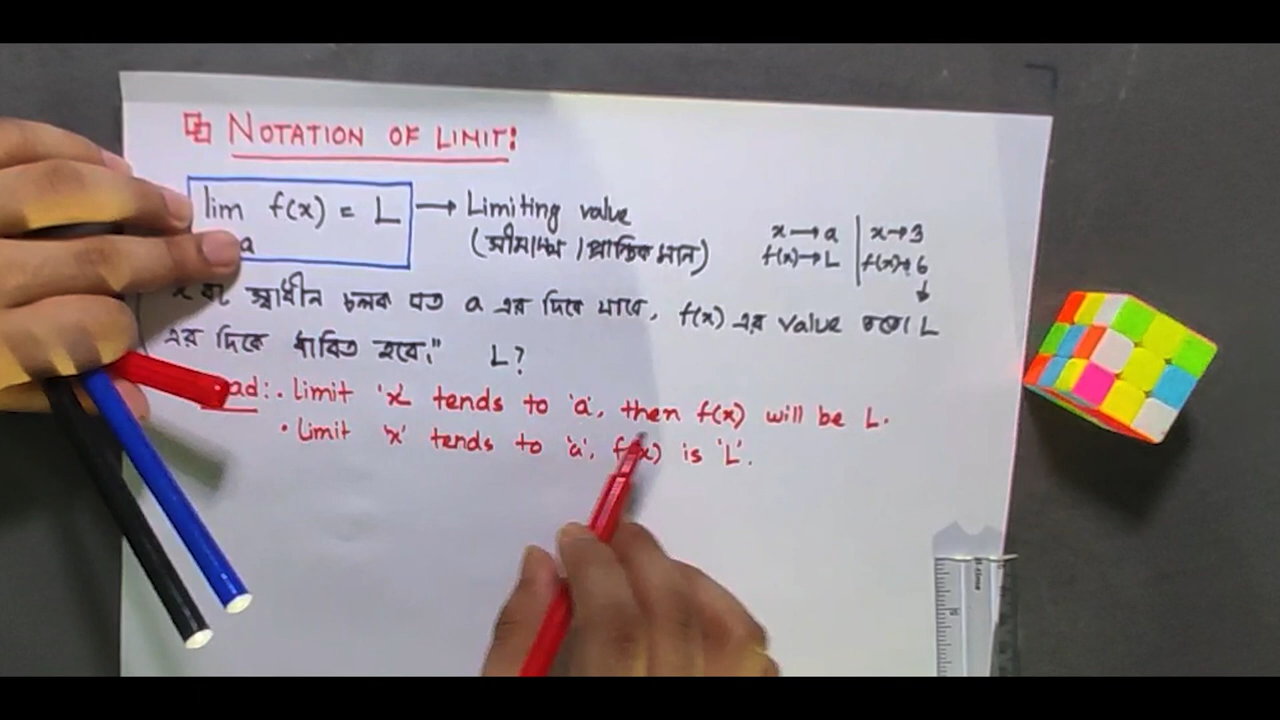 NOTATION OF LIMIT:
lim f(x) = L → Limiting value
a
(সীমাস্থ / প্রান্তিক মান)
x → a | x → 3
f(x) → L | f(x) → 6
স্বাধীন চলক যত a এর দিকে যাবে, f(x) এর value তত L
এর দিকে ধাবিত হবে।" L?
ad: • Limit 'x' tends to 'a', then f(x) will be L.
• Limit 'x' tends to 'a', f(x) is 'L'.